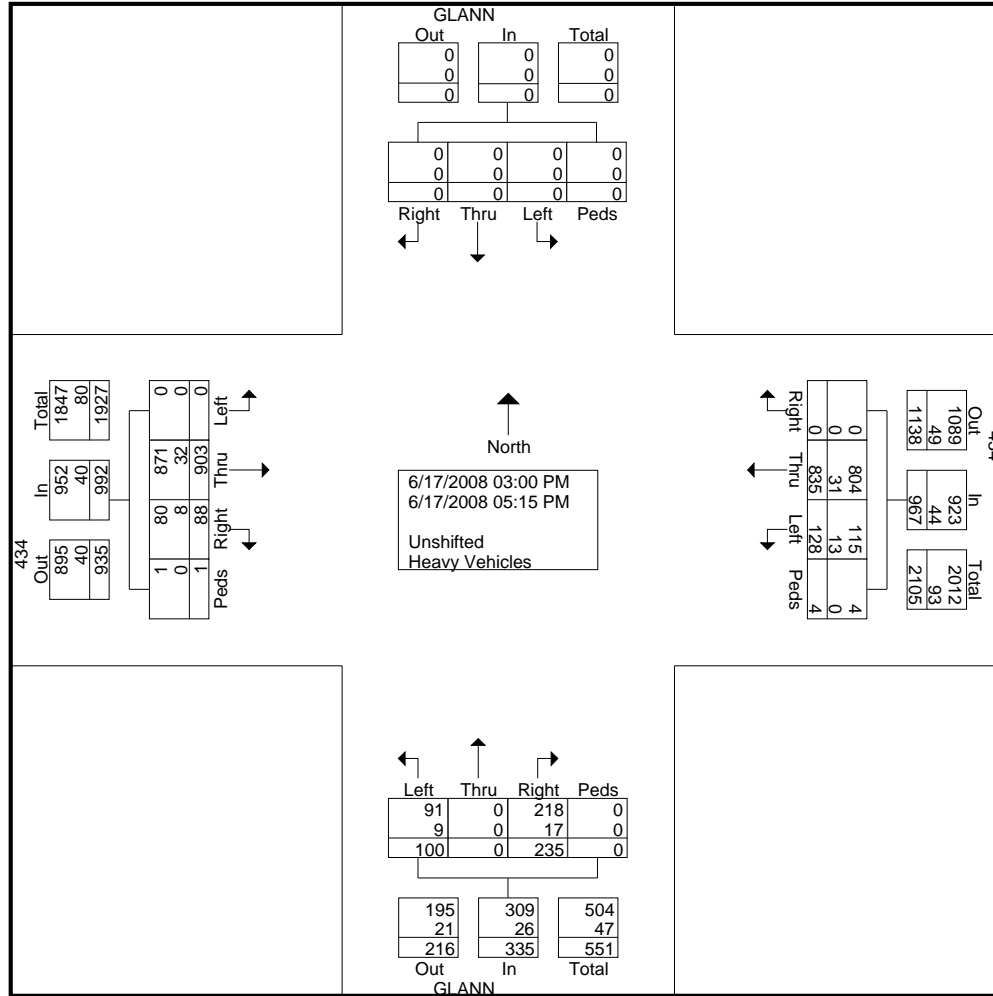 GLANN
Out In Total
0 0 0
0 0 0
0 0 0
0 0 0 0
0 0 0 0
0 0 0 0
Right Thru Left Peds
434
Out In Total
1847 80 1927
952 40 992
895 40 935
Total
In
0 0 0
871 32 903
80 8 88
1 0 1
Left
Thru
Right
Peds
North
6/17/2008 03:00 PM
6/17/2008 05:15 PM
Unshifted
Heavy Vehicles
Right Thru Left Peds
0 804 115 4
0 31 13 0
0 835 128 4
Out In Total
1089 923 2012
49 44 93
1138 967 2105
Left Thru Right Peds
91 0 218 0
9 0 17 0
100 0 235 0
195 309 504
21 26 47
216 335 551
Out In Total
GLANN